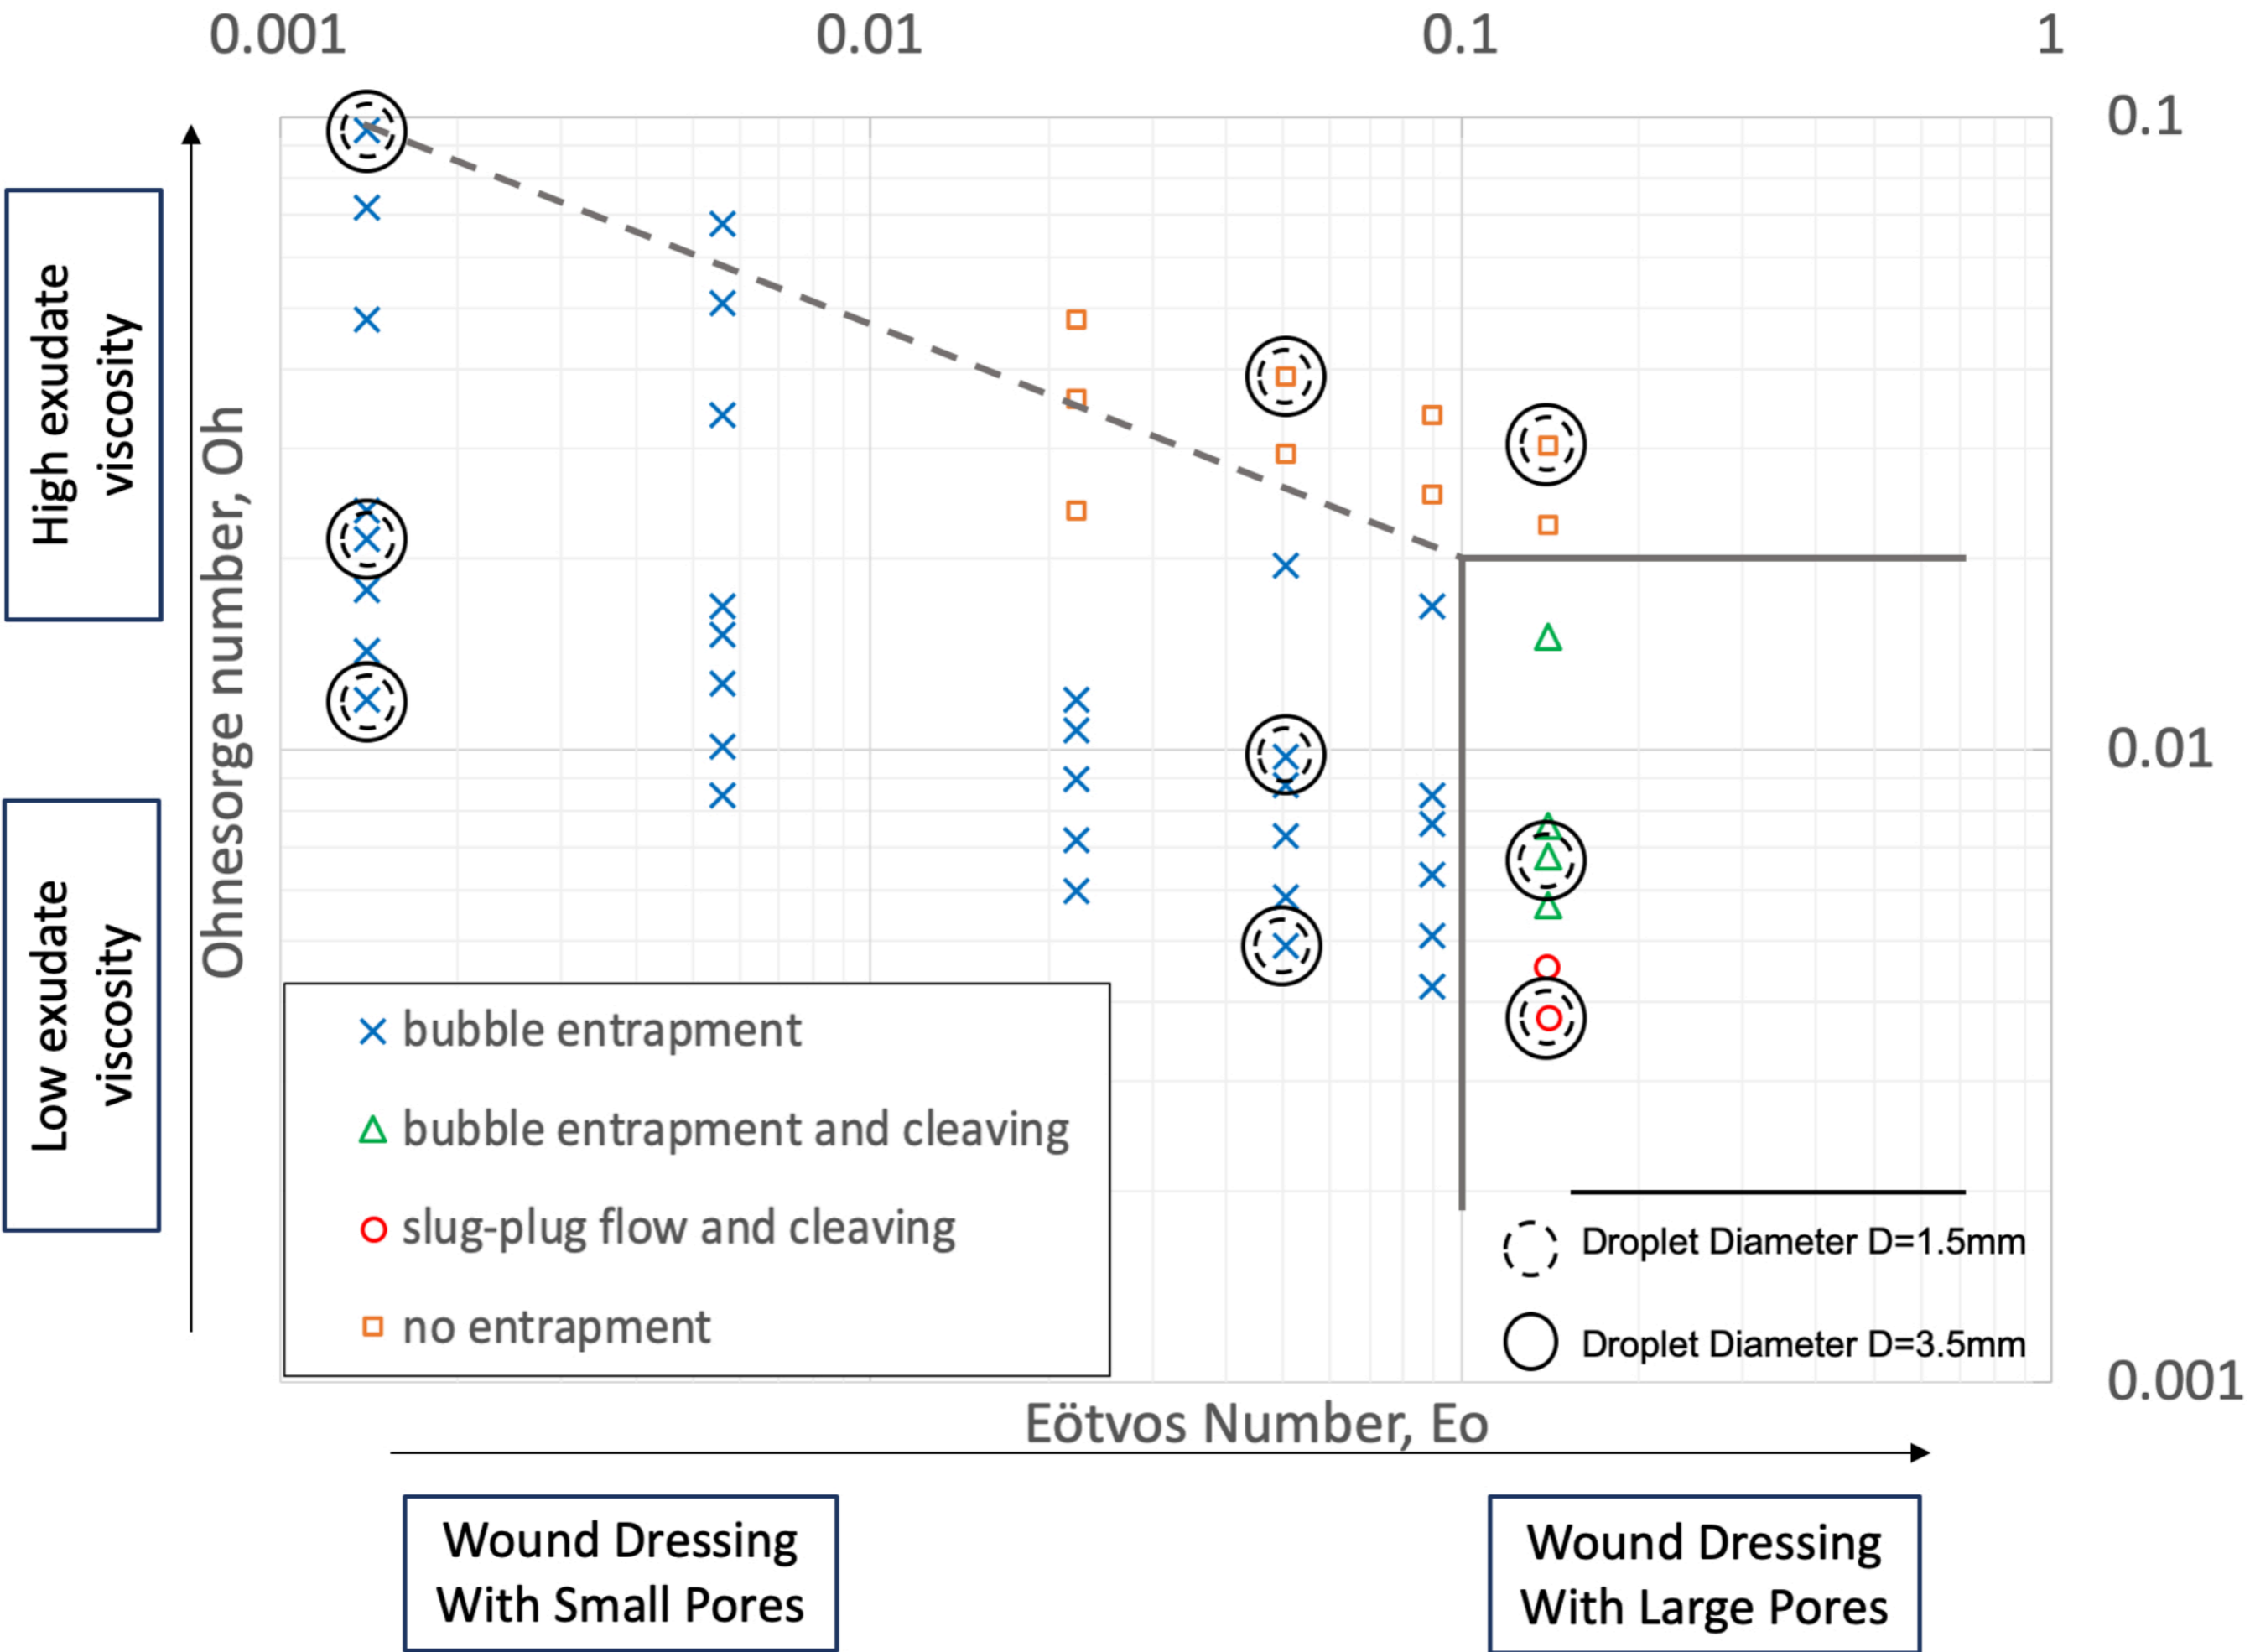 0.001 0.01 0.1 1
0.1
0.01
0.001
High exudate
viscosity
Low exudate
viscosity
Ohnesorge number, Oh
bubble entrapment
bubble entrapment and cleaving
slug-plug flow and cleaving
no entrapment
Droplet Diameter D=1.5mm
Droplet Diameter D=3.5mm
Eötvos Number, Eo
Wound Dressing
With Small Pores
Wound Dressing
With Large Pores